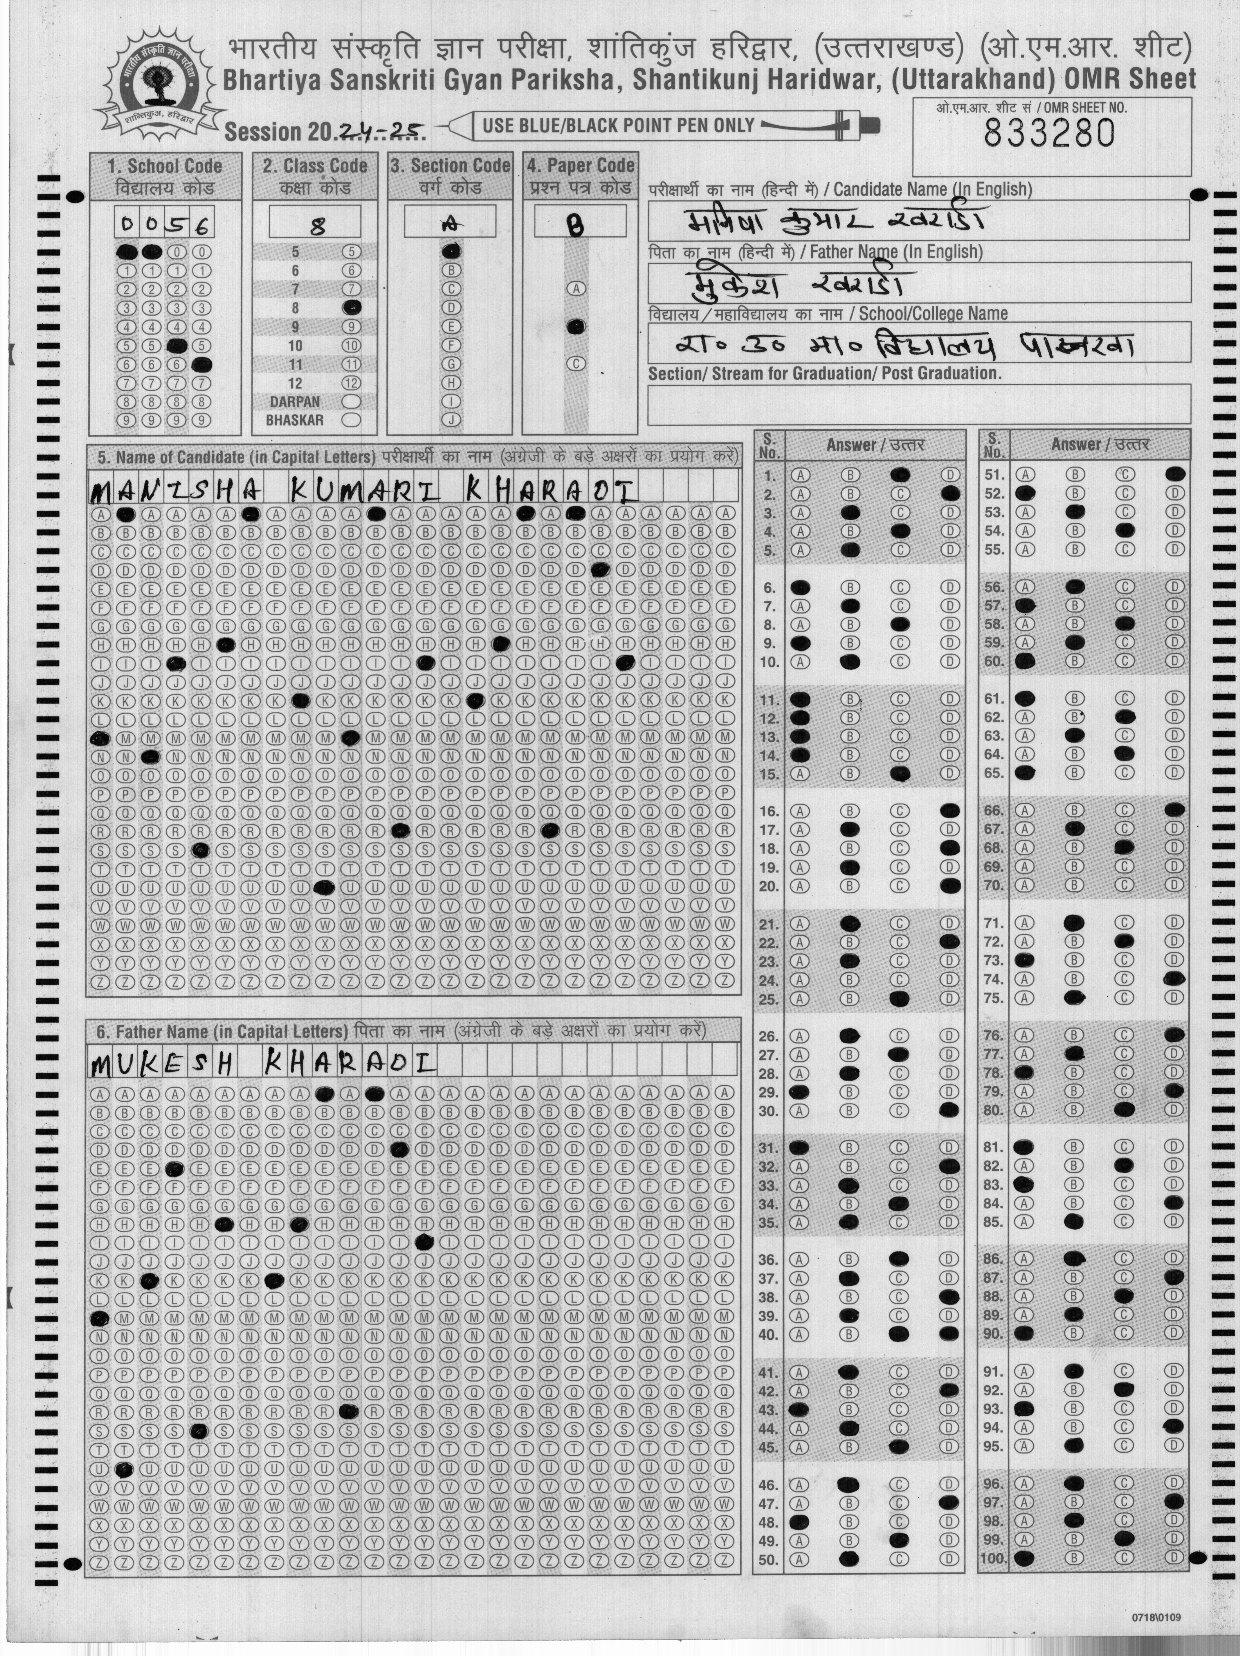 भारतीय संस्कृति ज्ञान परीक्षा, शांतिकुंज हरिद्वार, (उत्तराखण्ड) (ओ.एम.आर. शीट)
Bhartiya Sanskriti Gyan Pariksha, Shantikunj Haridwar, (Uttarakhand) OMR Sheet
Session 20 24-25
USE BLUE/BLACK POINT PEN ONLY
ओ.एम.आर. शीट सं / OMR SHEET NO.
833280
1. School Code
विद्यालय कोड
0 0 5 6
2. Class Code
कक्षा कोड
8
5
6
7
8
9
10
11
12
DARPAN
BHASKAR
3. Section Code
वर्ग कोड
A
4. Paper Code
प्रश्न पत्र कोड
B
परीक्षार्थी का नाम (हिन्दी में) / Candidate Name (In English)
मनिषा कुमार खराडी
पिता का नाम (हिन्दी में) / Father Name (In English)
मुकेश खराडी
विद्यालय/महाविद्यालय का नाम / School/College Name
रा० उ० मा० विद्यालय
Section/ Stream for Graduation/ Post Graduation.
5. Name of Candidate (in Capital Letters) परीक्षार्थी का नाम (अंग्रेजी के बड़े अक्षरों का प्रयोग करें)
MANISHA KUMARI KHARADI
6. Father Name (in Capital Letters) पिता का नाम (अंग्रेजी के बड़े अक्षरों का प्रयोग करें)
MUKESH KHARADI
S. No. Answer / उत्तर
S. No. Answer / उत्तर
0718\0109